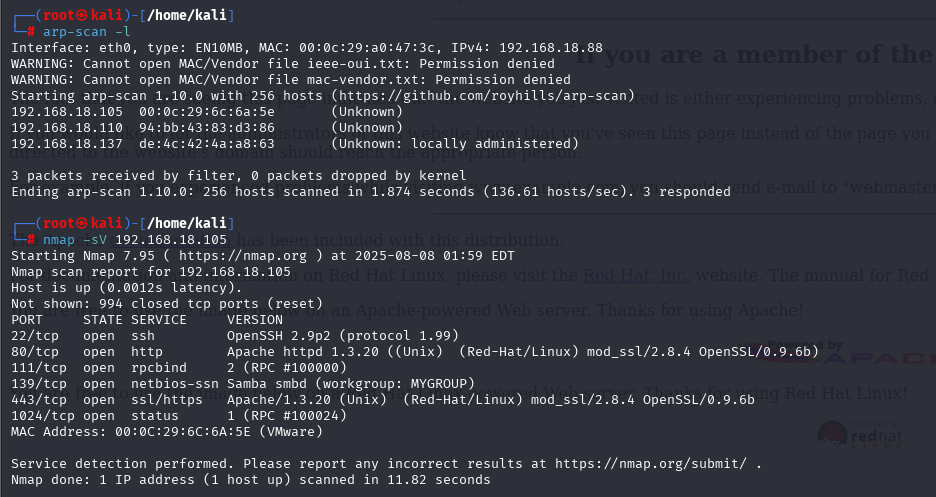 ┌──(root㉿kali)-[/home/kali]
└─# arp-scan -l
Interface: eth0, type: EN10MB, MAC: 00:0c:29:a0:47:3c, IPv4: 192.168.18.88
If you are a member of the
WARNING: Cannot open MAC/Vendor file ieee-oui.txt: Permission denied
WARNING: Cannot open MAC/Vendor file mac-vendor.txt: Permission denied
Starting arp-scan 1.10.0 with 256 hosts (https://github.com/royhills/arp-scan)
is either experiencing problems,
192.168.18.105 00:0c:29:6c:6a:5e (Unknown)
192.168.18.110 94:bb:43:83:d3:86 (Unknown)
website know that you've seen this page instead of the page you
192.168.18.137 de:4c:42:4a:a8:63 (Unknown: locally administered)
directed to the website's domain should reach the appropriate person.
3 packets received by filter, 0 packets dropped by kernel
Ending arp-scan 1.10.0: 256 hosts scanned in 1.874 seconds (136.61 hosts/sec). 3 responded
you should send e-mail to "webmaster
┌──(root㉿kali)-[/home/kali]
└─# nmap -sV 192.168.18.105
has been included with this distribution.
Starting Nmap 7.95 ( https://nmap.org ) at 2025-08-08 01:59 EDT
Nmap scan report for 192.168.18.105
on Red Hat Linux, please visit the Red Hat, Inc. website. The manual for Red
Host is up (0.0012s latency).
Not shown: 994 closed tcp ports (reset)
on an Apache-powered Web server. Thanks for using Apache!
PORT STATE SERVICE VERSION
22/tcp open ssh OpenSSH 2.9p2 (protocol 1.99)
Powered by
80/tcp open http Apache httpd 1.3.20 ((Unix) (Red-Hat/Linux) mod_ssl/2.8.4 OpenSSL/0.9.6b)
APAC
111/tcp open rpcbind 2 (RPC #100000)
139/tcp open netbios-ssn Samba smbd (workgroup: MYGROUP)
powered Web server. Thanks for using Red Hat Linux!
443/tcp open ssl/https Apache/1.3.20 (Unix) (Red-Hat/Linux) mod_ssl/2.8.4 OpenSSL/0.9.6b
1024/tcp open status 1 (RPC #100024)
MAC Address: 00:0C:29:6C:6A:5E (VMware)
redhat
Service detection performed. Please report any incorrect results at https://nmap.org/submit/ .
Nmap done: 1 IP address (1 host up) scanned in 11.82 seconds